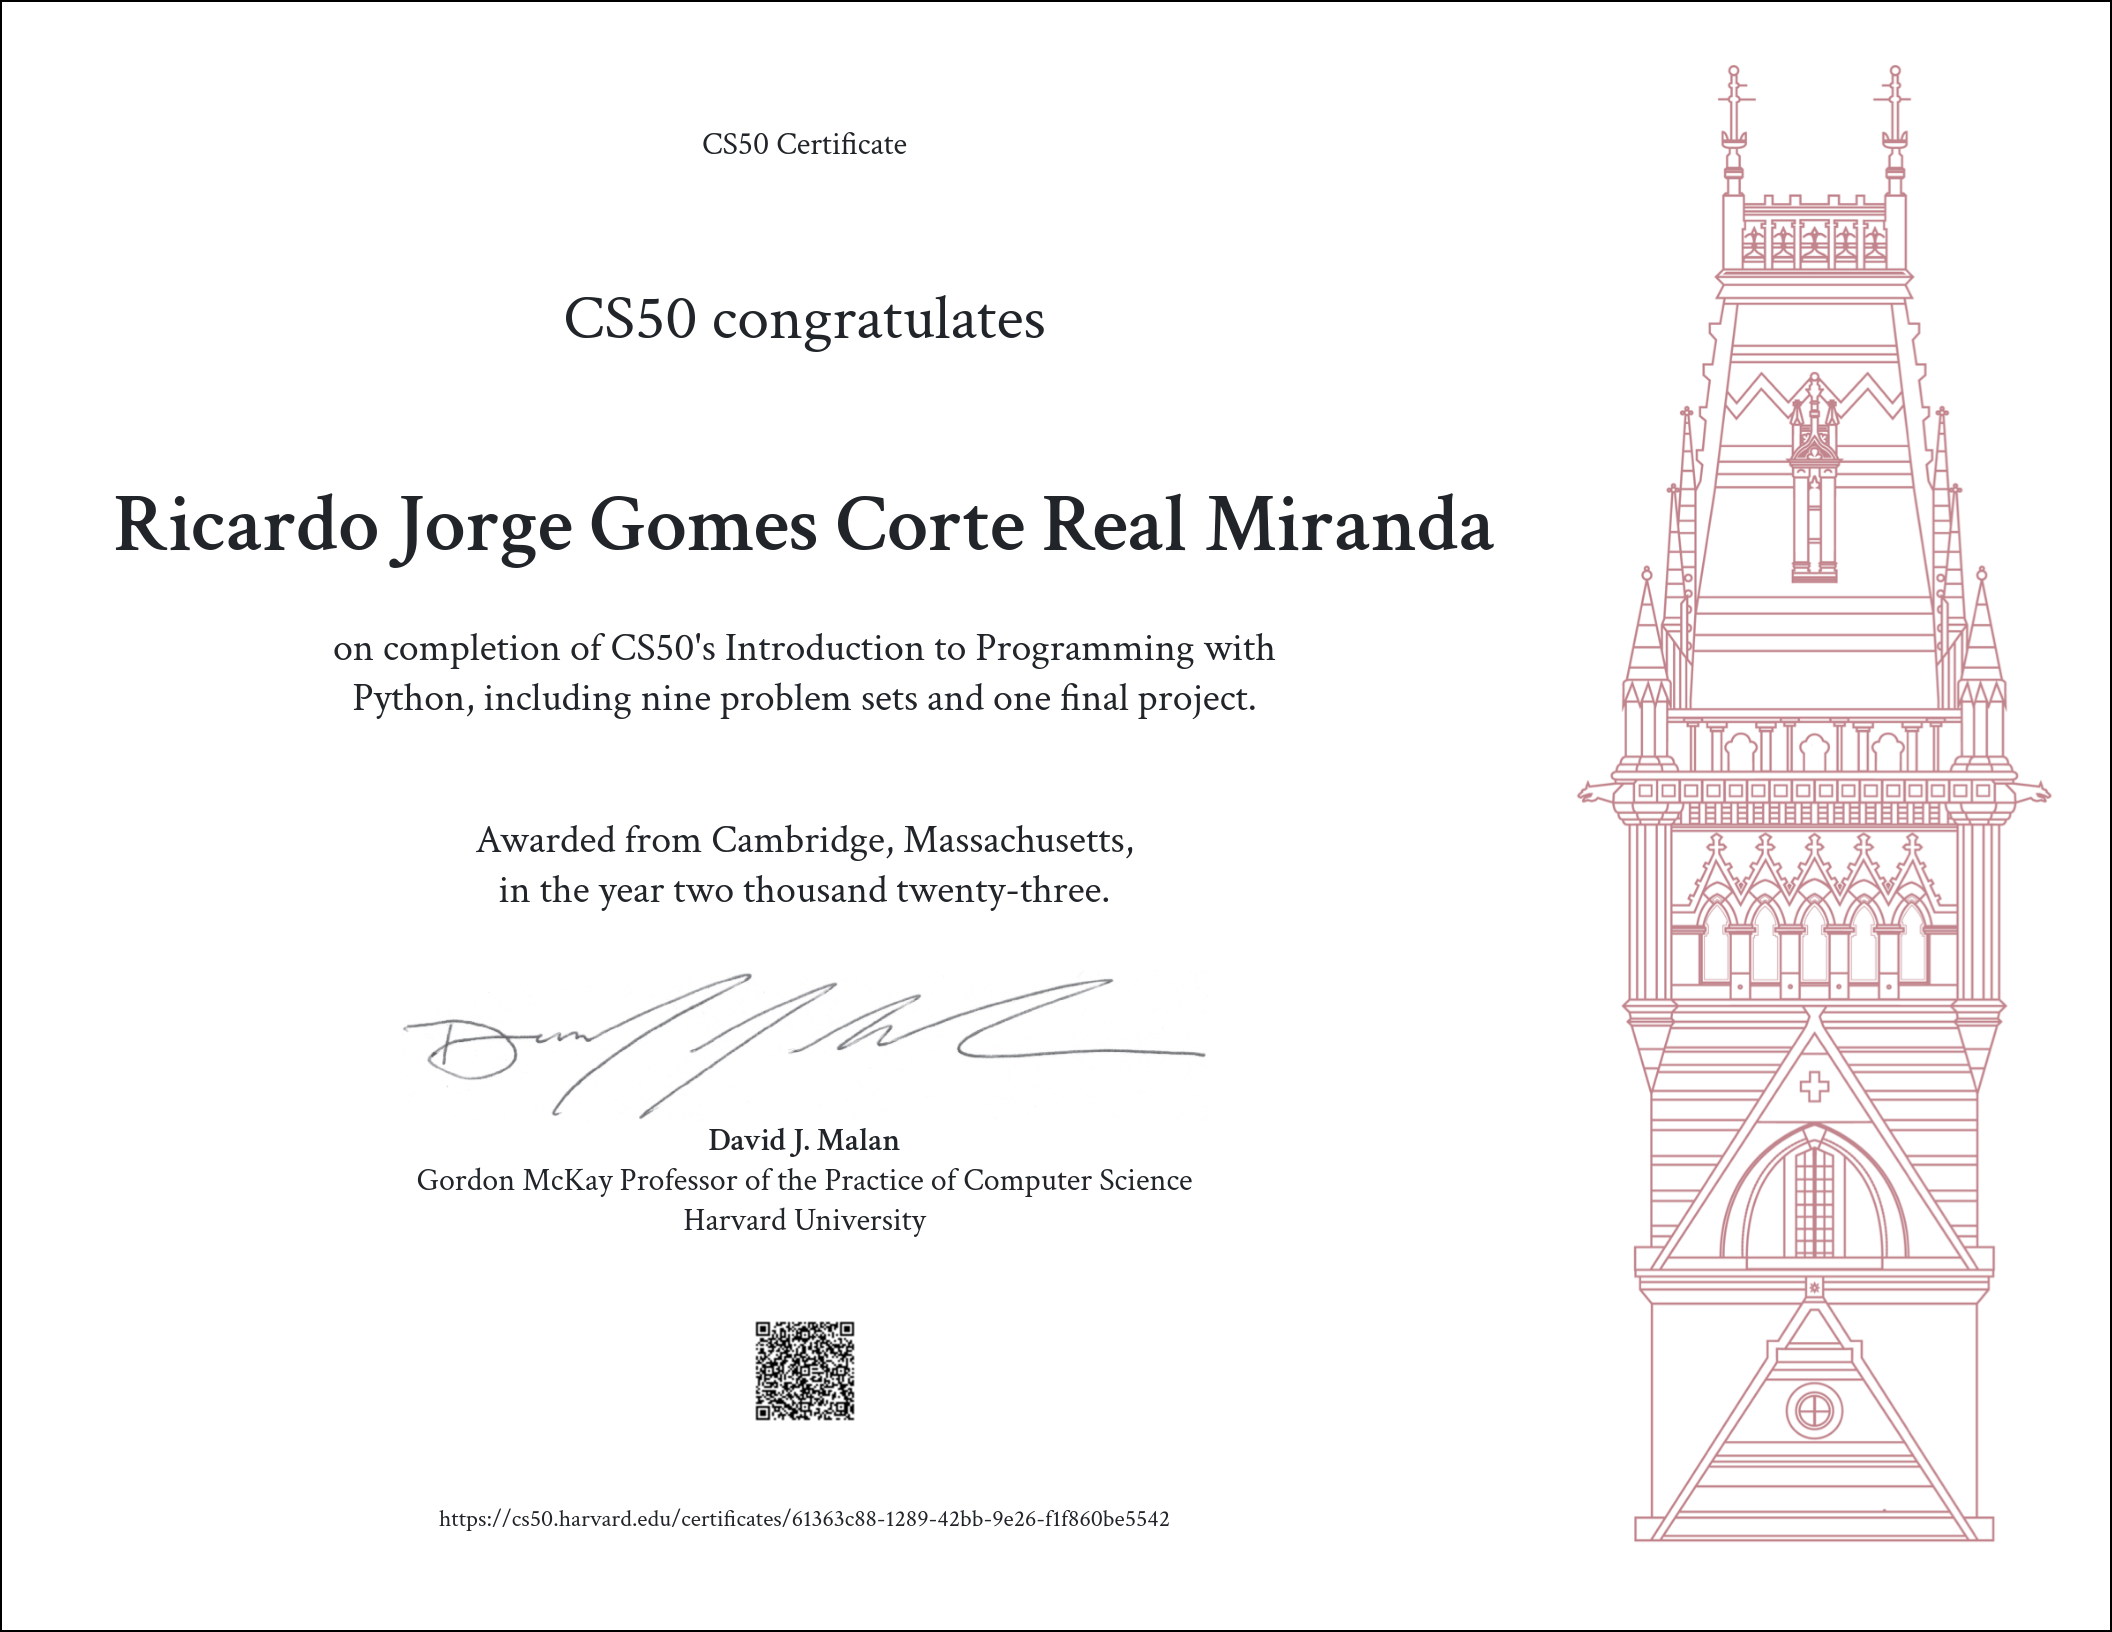 CS50 Certificate
CS50 congratulates
Ricardo Jorge Gomes Corte Real Miranda
on completion of CS50's Introduction to Programming with
Python, including nine problem sets and one final project.
Awarded from Cambridge, Massachusetts,
in the year two thousand twenty-three.
David J. Malan
Gordon McKay Professor of the Practice of Computer Science
Harvard University
https://cs50.harvard.edu/certificates/61363c88-1289-42bb-9e26-f1f860be5542